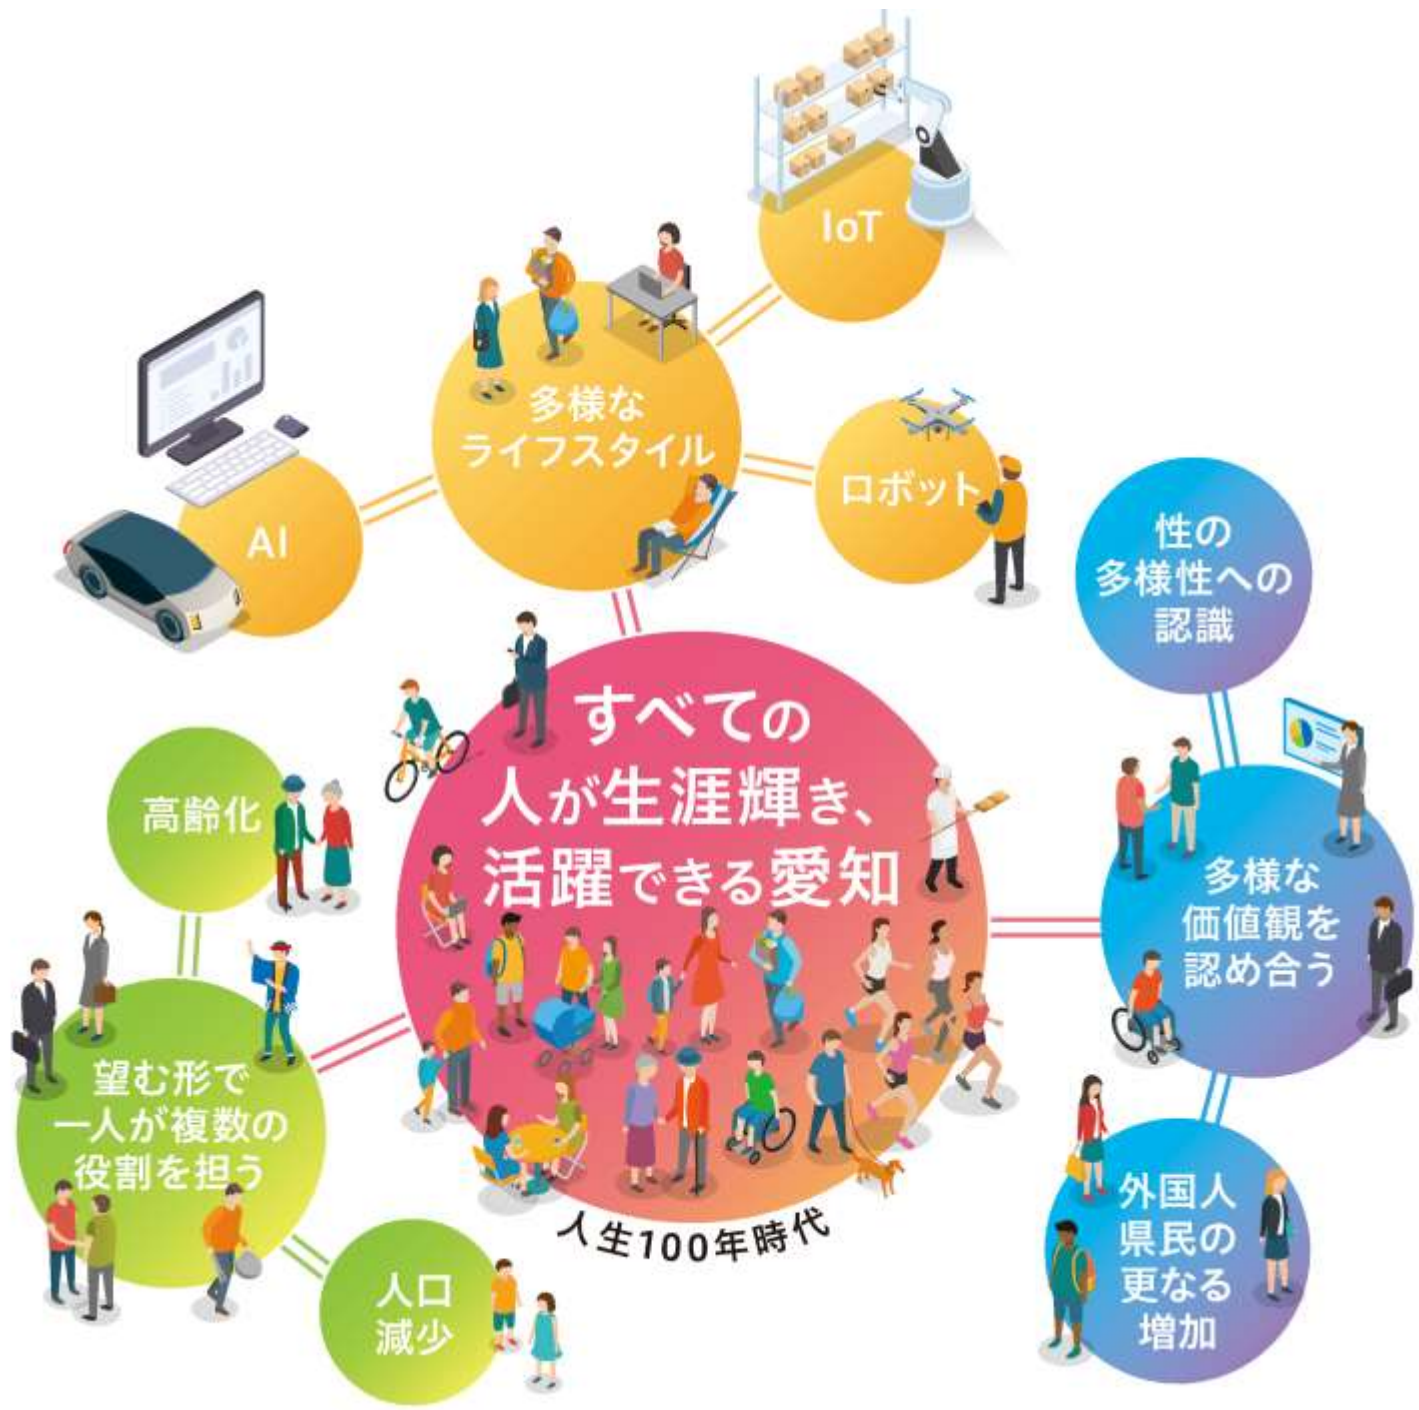 IoT
多様な
ライフスタイル
ロボット
AI
性の
多様性への
認識
すべての
人が生涯輝き、
活躍できる愛知
人生100年時代
高齢化
多様な
価値観を
認め合う
望む形で
一人が複数の
役割を担う
人口
減少
外国人
県民の
更なる
増加